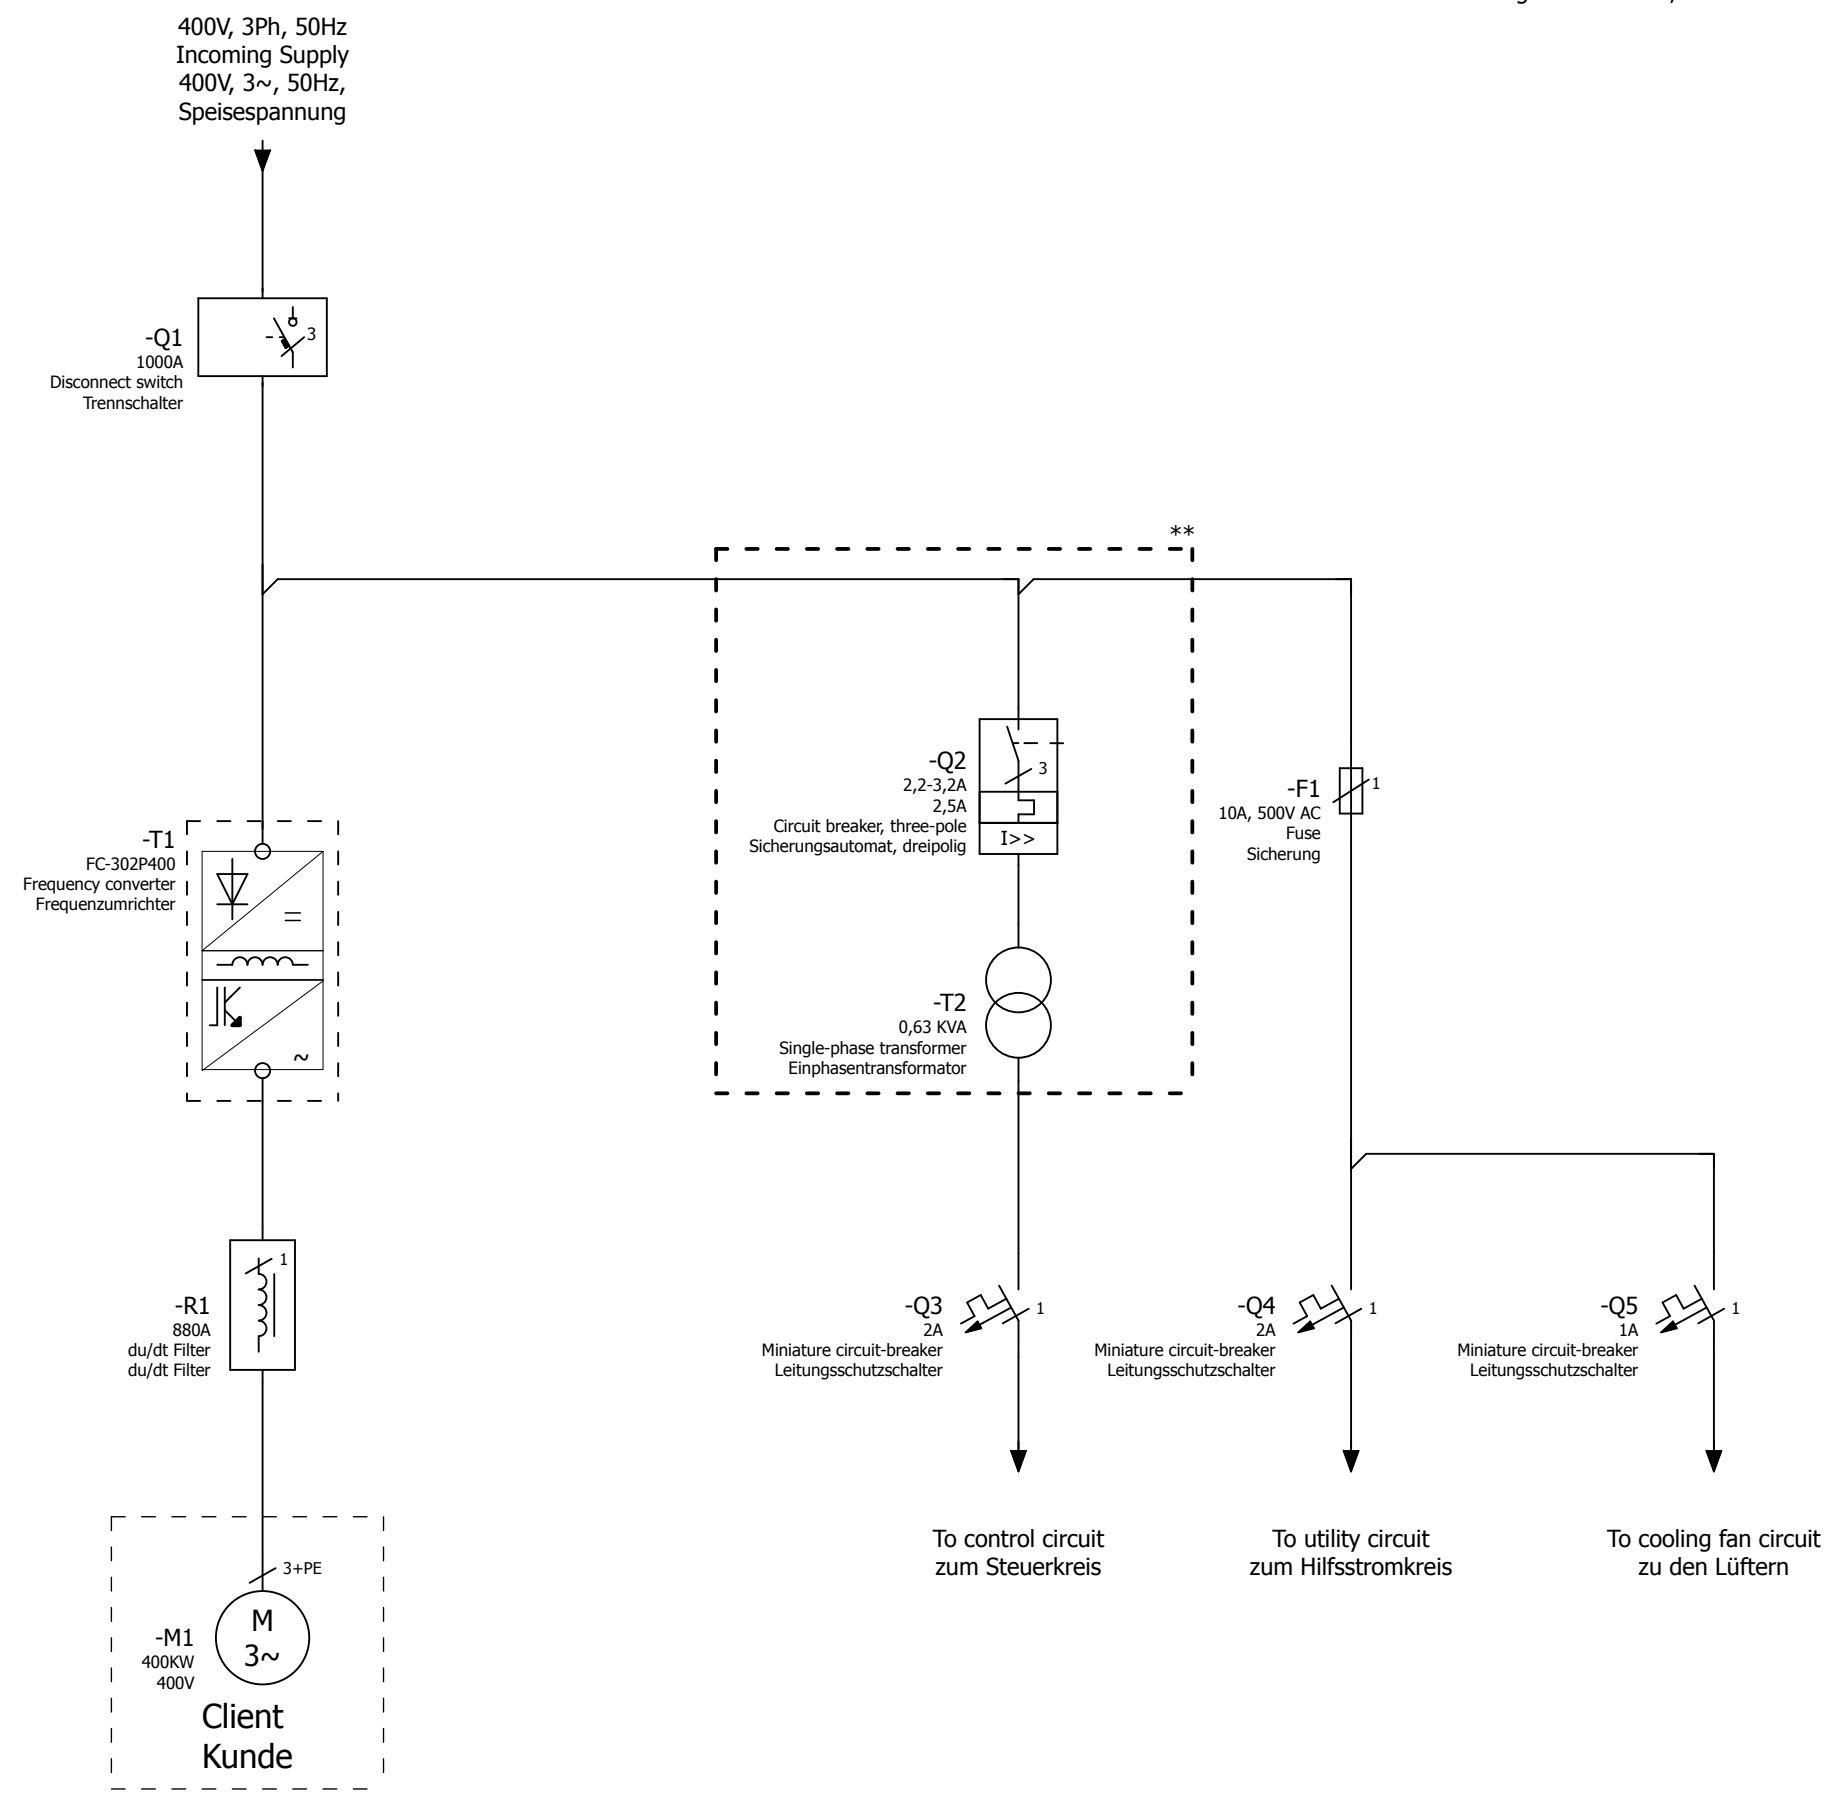 400V, 3Ph, 50Hz
Incoming Supply
400V, 3~, 50Hz,
Speisespannung
-Q1
1000A
Disconnect switch
Trennschalter
3
**
-Q2
2,2-3,2A
2,5A
Circuit breaker, three-pole
Sicherungsautomat, dreipolig
3
I>>
-F1
10A, 500V AC
Fuse
Sicherung
1
-T1
FC-302P400
Frequency converter
Frequenzumrichter
=
~
-T2
0,63 KVA
Single-phase transformer
Einphasentransformator
-R1
880A
du/dt Filter
du/dt Filter
1
-Q3
2A
Miniature circuit-breaker
Leitungsschutzschalter
1
-Q4
2A
Miniature circuit-breaker
Leitungsschutzschalter
1
-Q5
1A
Miniature circuit-breaker
Leitungsschutzschalter
1
To control circuit
zum Steuerkreis
To utility circuit
zum Hilfsstromkreis
To cooling fan circuit
zu den Lüftern
3+PE
-M1
400KW
400V
M
3~
Client
Kunde